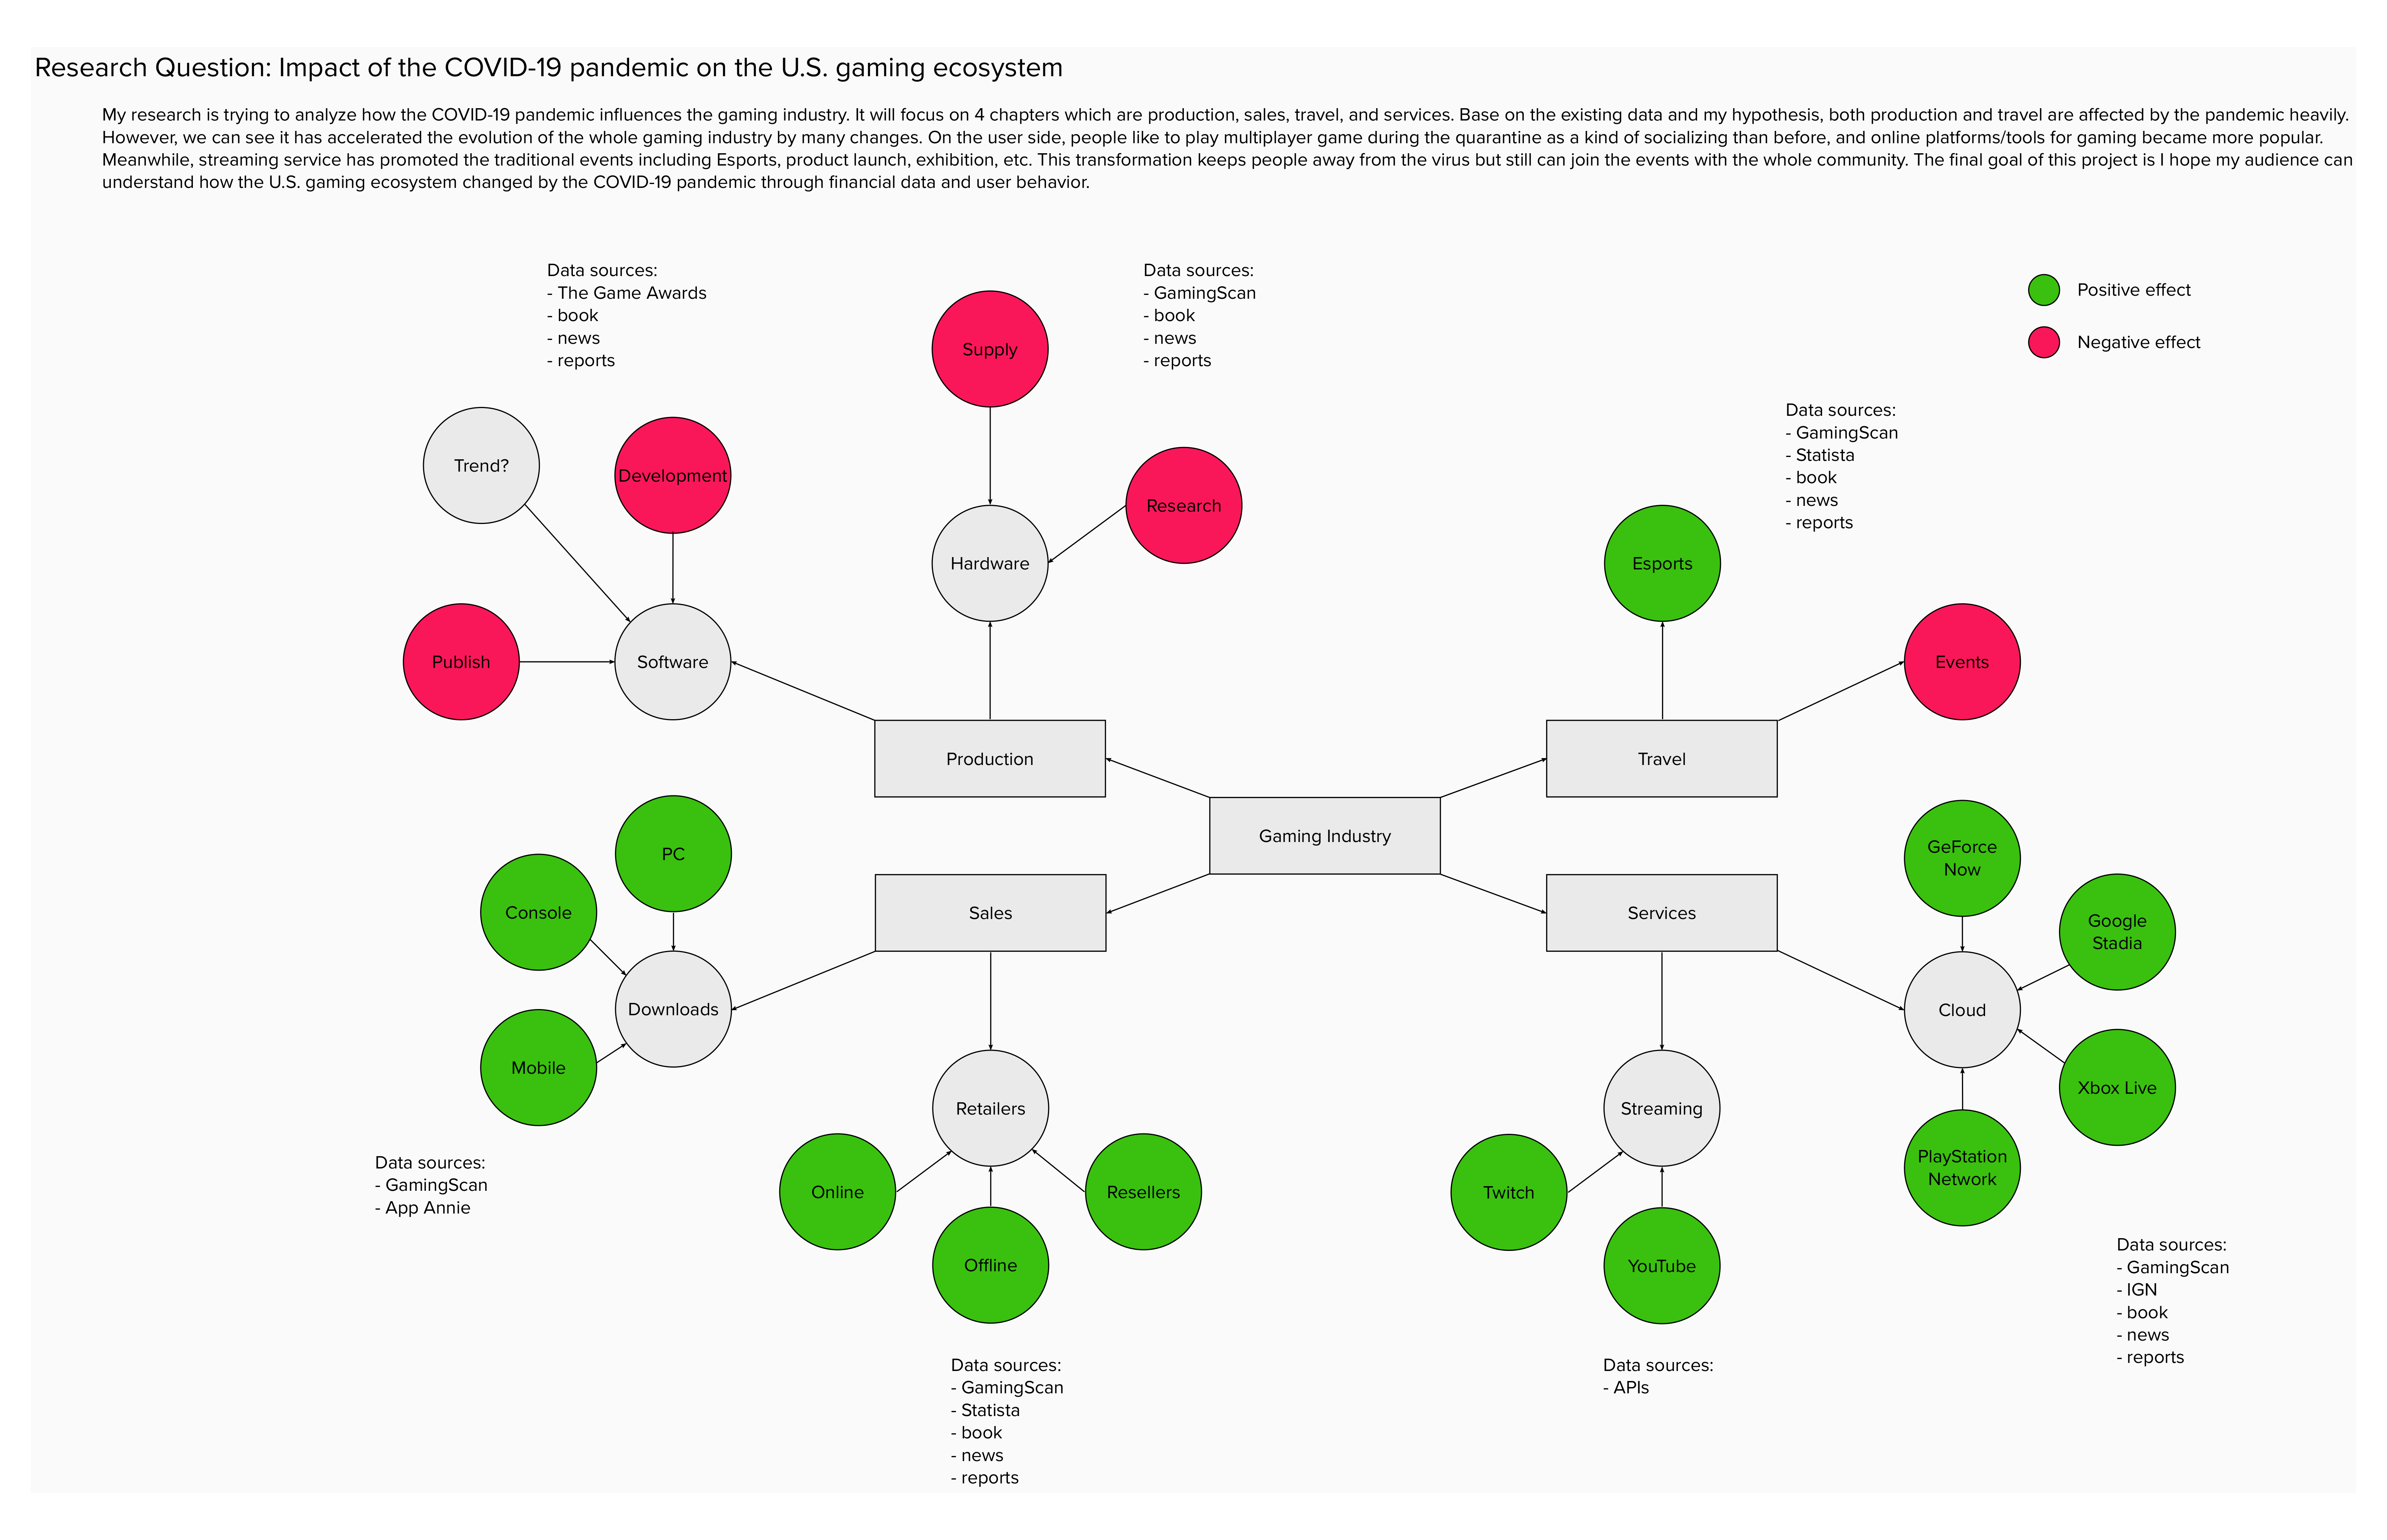 Research Question: Impact of the COVID-19 pandemic on the U.S. gaming ecosystem
My research is trying to analyze how the COVID-19 pandemic influences the gaming industry. It will focus on 4 chapters which are production, sales, travel, and services. Base on the existing data and my hypothesis, both production and travel are affected by the pandemic heavily.
However, we can see it has accelerated the evolution of the whole gaming industry by many changes. On the user side, people like to play multiplayer game during the quarantine as a kind of socializing than before, and online platforms/tools for gaming became more popular.
Meanwhile, streaming service has promoted the traditional events including Esports, product launch, exhibition, etc. This transformation keeps people away from the virus but still can join the events with the whole community. The final goal of this project is I hope my audience can
understand how the U.S. gaming ecosystem changed by the COVID-19 pandemic through financial data and user behavior.
Data sources:
- The Game Awards
- book
- news
- reports
Data sources:
- GamingScan
- book
- news
- reports
Positive effect
Negative effect
Data sources:
- GamingScan
- Statista
- book
- news
- reports
Supply
Trend?
Development
Research
Hardware
Esports
Publish
Software
Events
Production
Travel
Gaming Industry
PC
Console
Sales
Services
GeForce
Now
Google
Stadia
Downloads
Cloud
Mobile
Retailers
Streaming
Xbox Live
PlayStation
Network
Online
Resellers
Offline
Twitch
YouTube
Data sources:
- GamingScan
- App Annie
Data sources:
- GamingScan
- IGN
- book
- news
- reports
Data sources:
- GamingScan
- Statista
- book
- news
- reports
Data sources:
- APIs